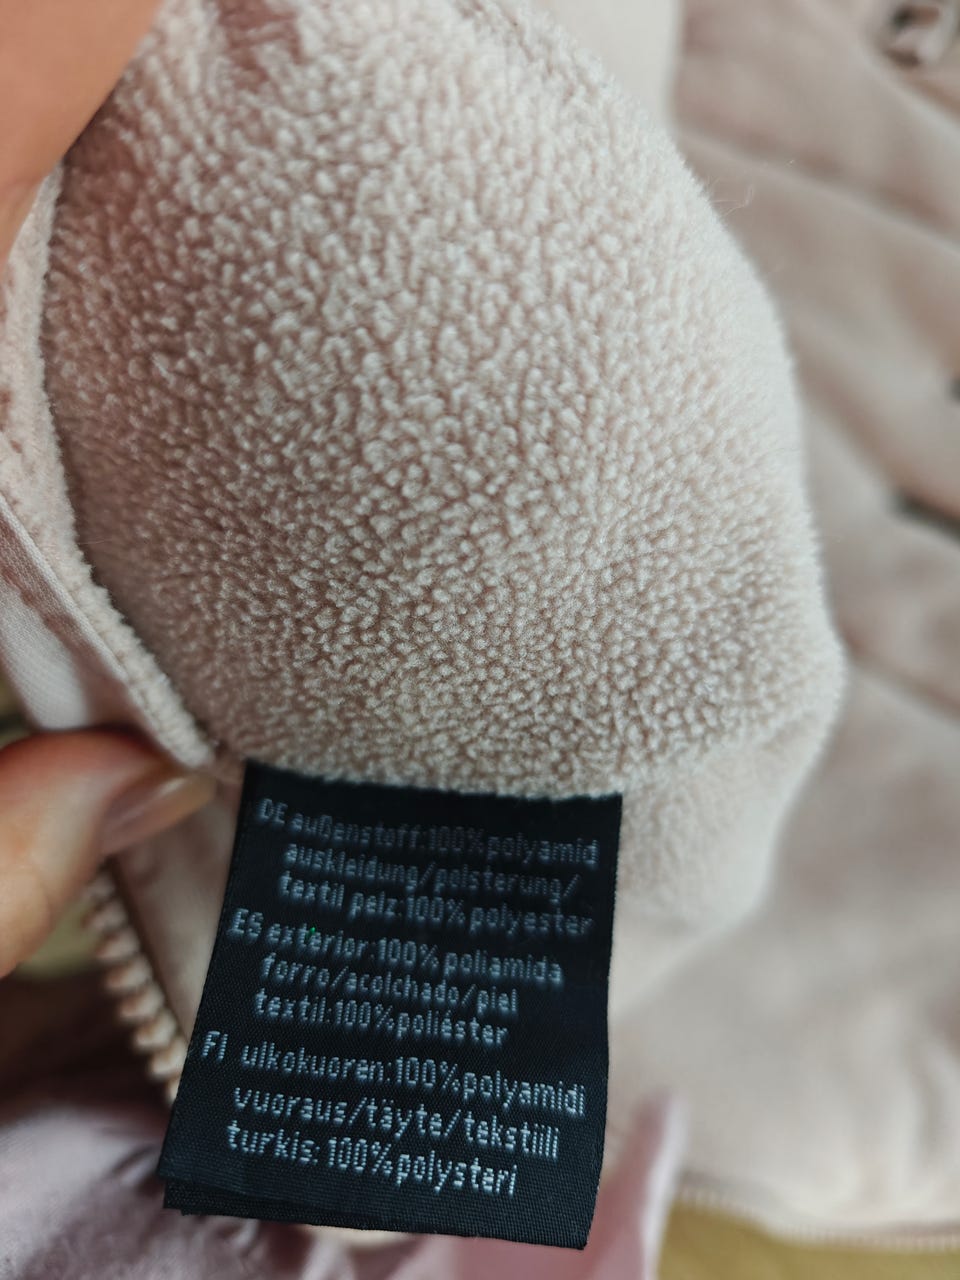 DE außenstoff:100% polyamid
auskleidung/polsterung/
textil pelz:100% polyester
ES exterior:100% poliamida
forro/acolchado/piel
textil:100% poliéster
FI ulkokuoren:100% polyamidi
vuoraus/täyte/tekstiili
turkis:100% polysteri